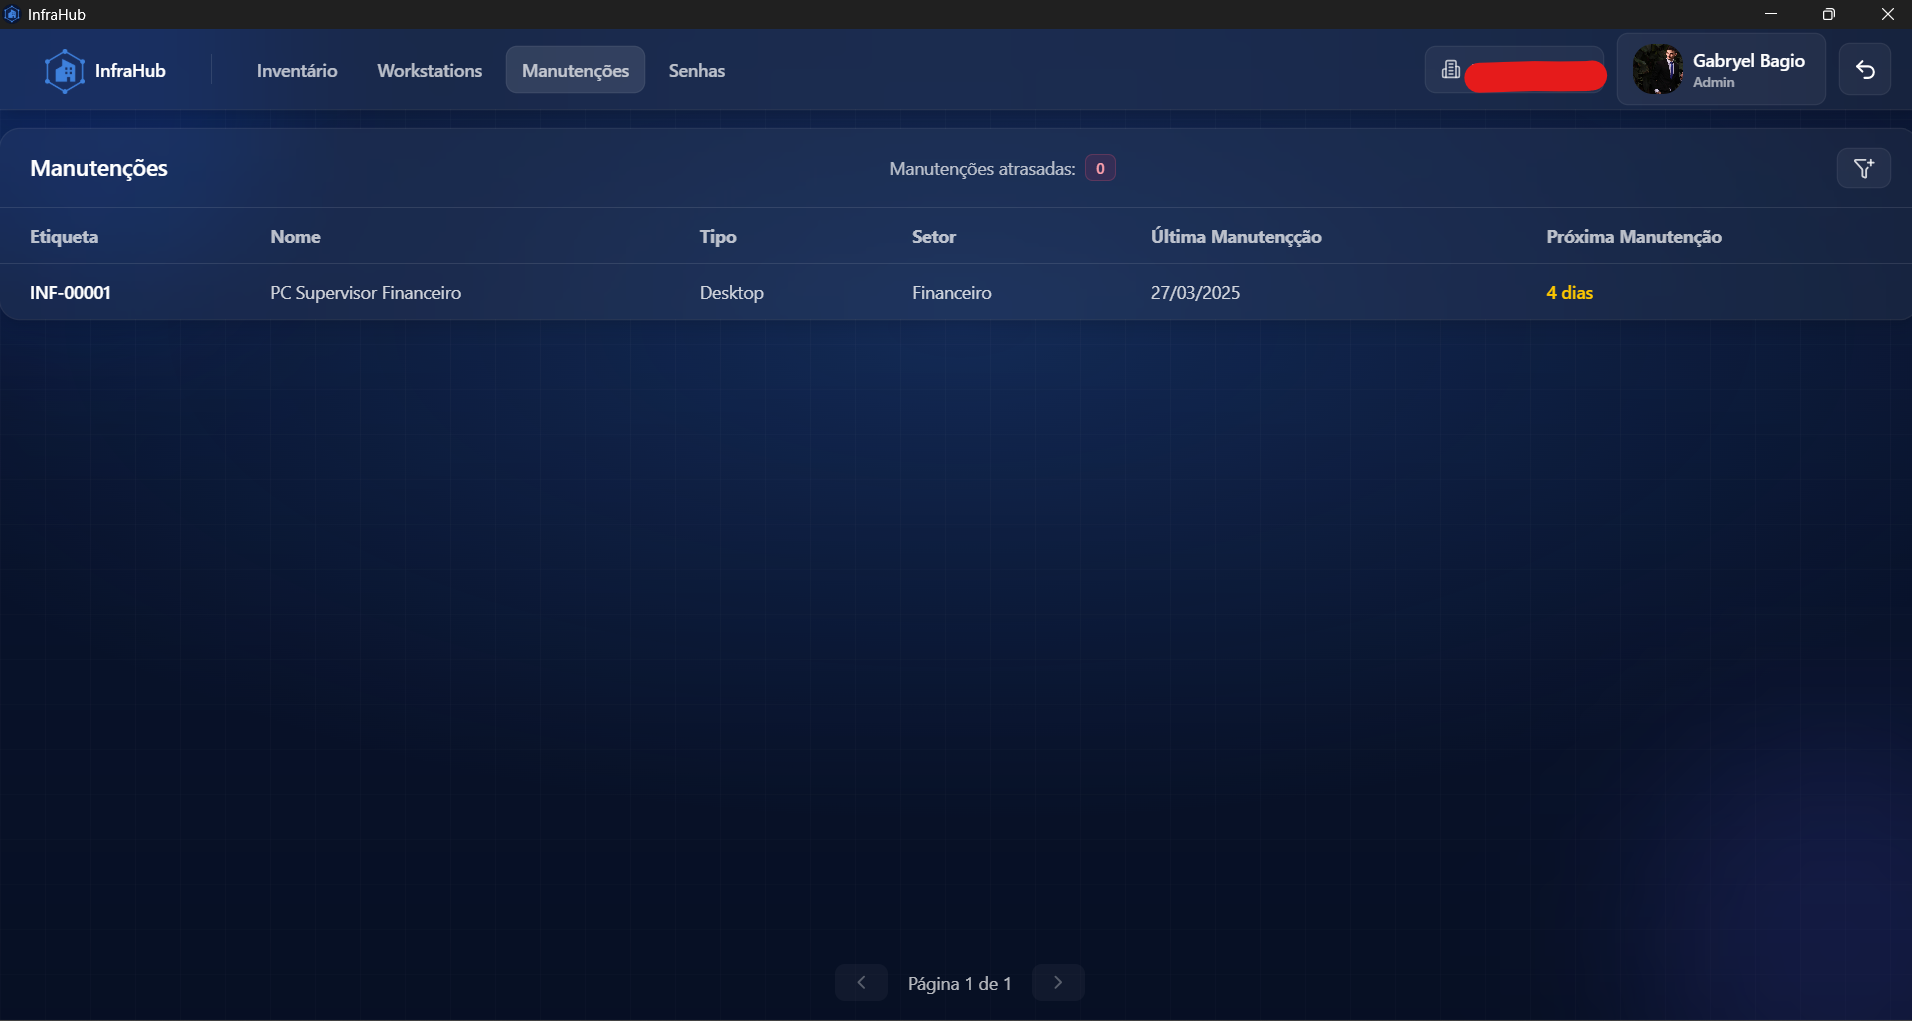 InfraHub
InfraHub
Inventário
Workstations
Manutenções
Senhas
Gabryel Bagio
Admin
Manutenções
Manutenções atrasadas: 0
Etiqueta Nome Tipo Setor Última Manutençção Próxima Manutenção
INF-00001 PC Supervisor Financeiro Desktop Financeiro 27/03/2025 4 dias
Página 1 de 1